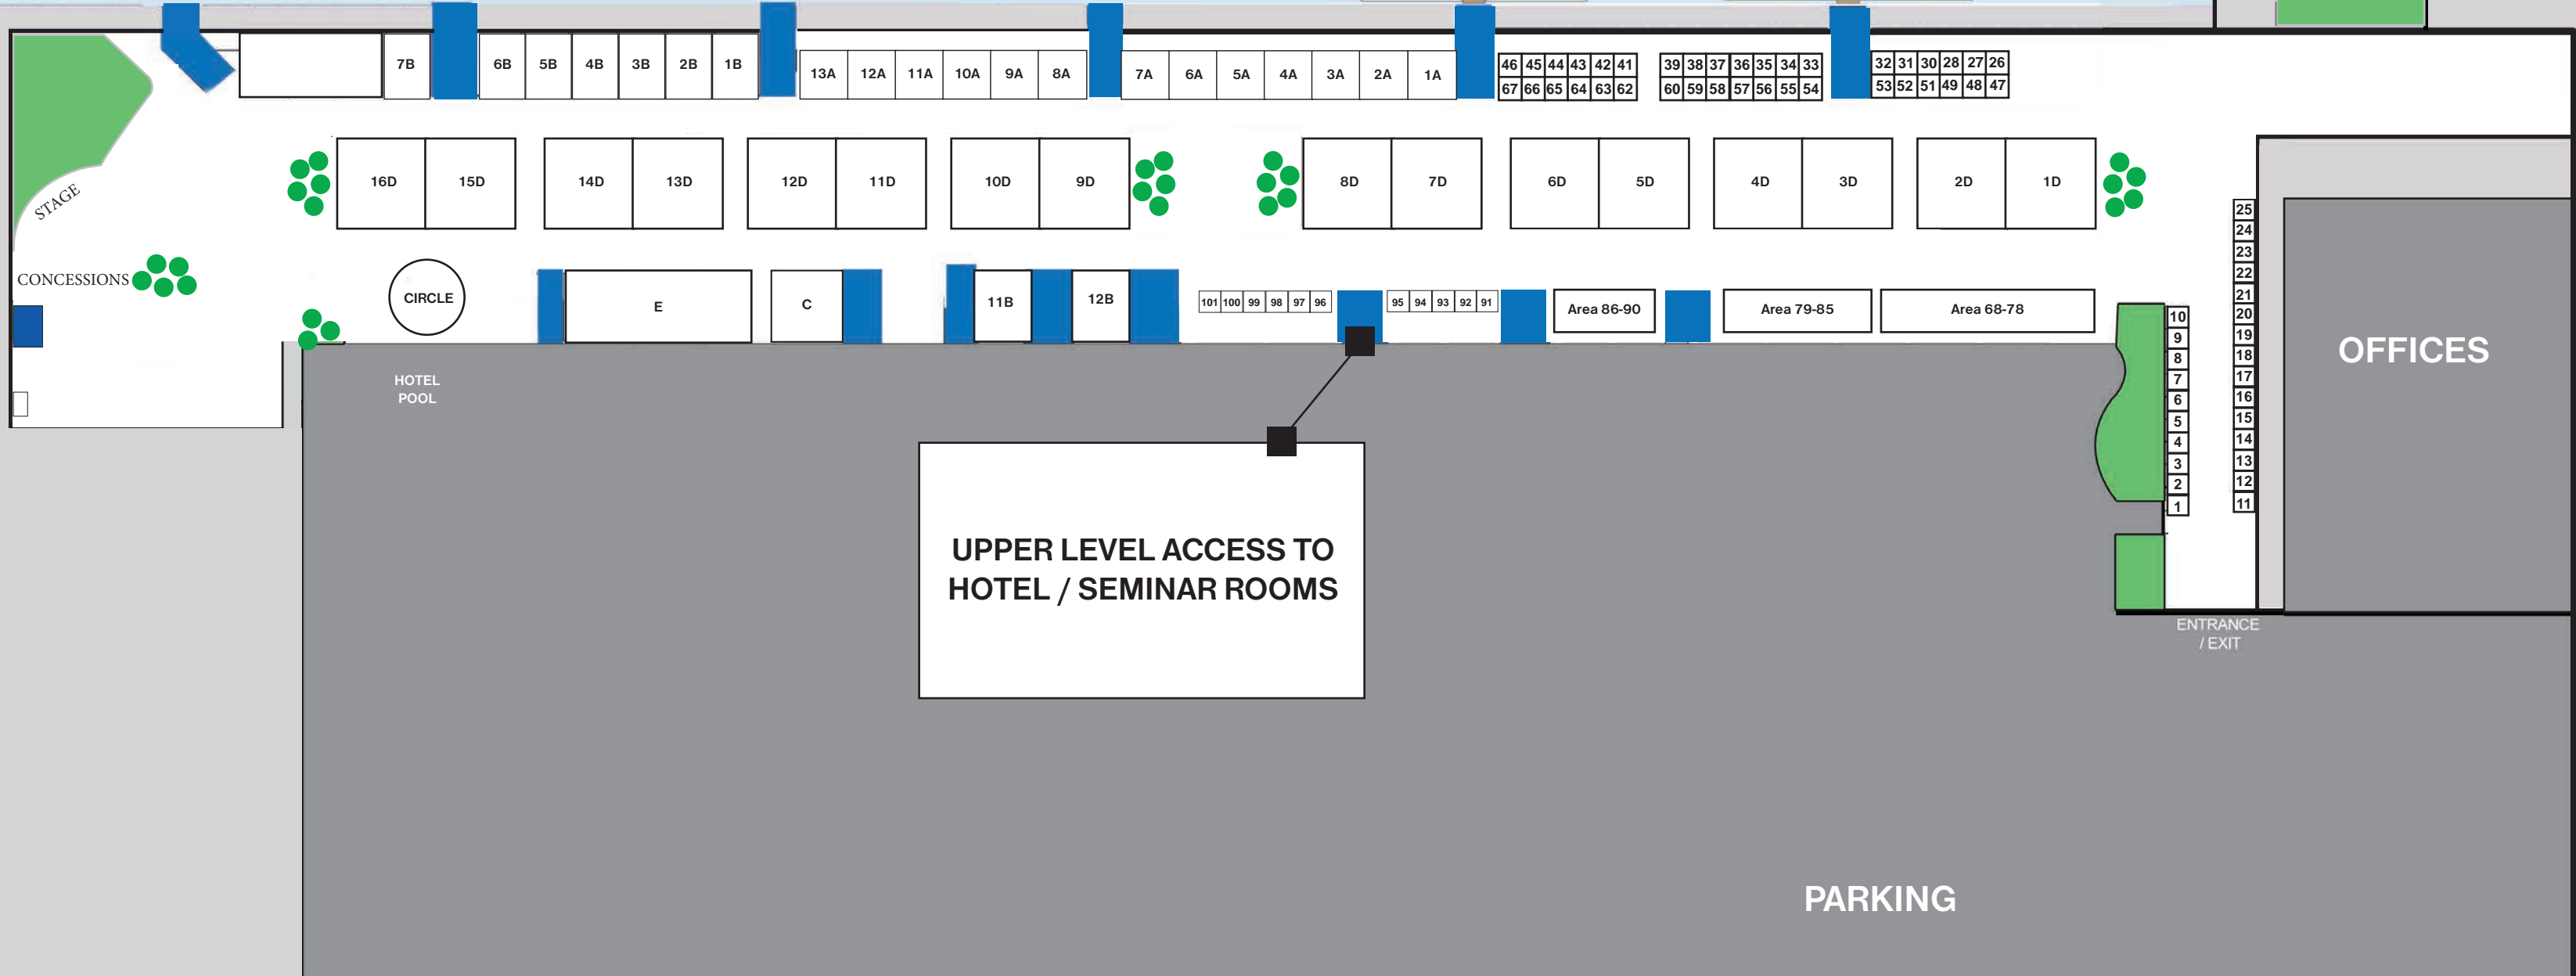 7B
6B 5B 4B 3B 2B 1B
13A 12A 11A 10A 9A 8A
7A 6A 5A 4A 3A 2A 1A
46 45 44 43 42 41
67 66 65 64 63 62
39 38 37 36 35 34 33
60 59 58 57 56 55 54
32 31 30 28 27 26
53 52 51 49 48 47
STAGE
16D 15D
14D 13D
12D 11D
10D 9D
8D 7D
6D 5D
4D 3D
2D 1D
CONCESSIONS
CIRCLE
E
C
11B
12B
101 100 99 98 97 96
95 94 93 92 91
Area 86-90
Area 79-85
Area 68-78
10
9
8
7
6
5
4
3
2
1
25
24
23
22
21
20
19
18
17
16
15
14
13
12
11
OFFICES
HOTEL
POOL
UPPER LEVEL ACCESS TO
HOTEL / SEMINAR ROOMS
ENTRANCE
/ EXIT
PARKING